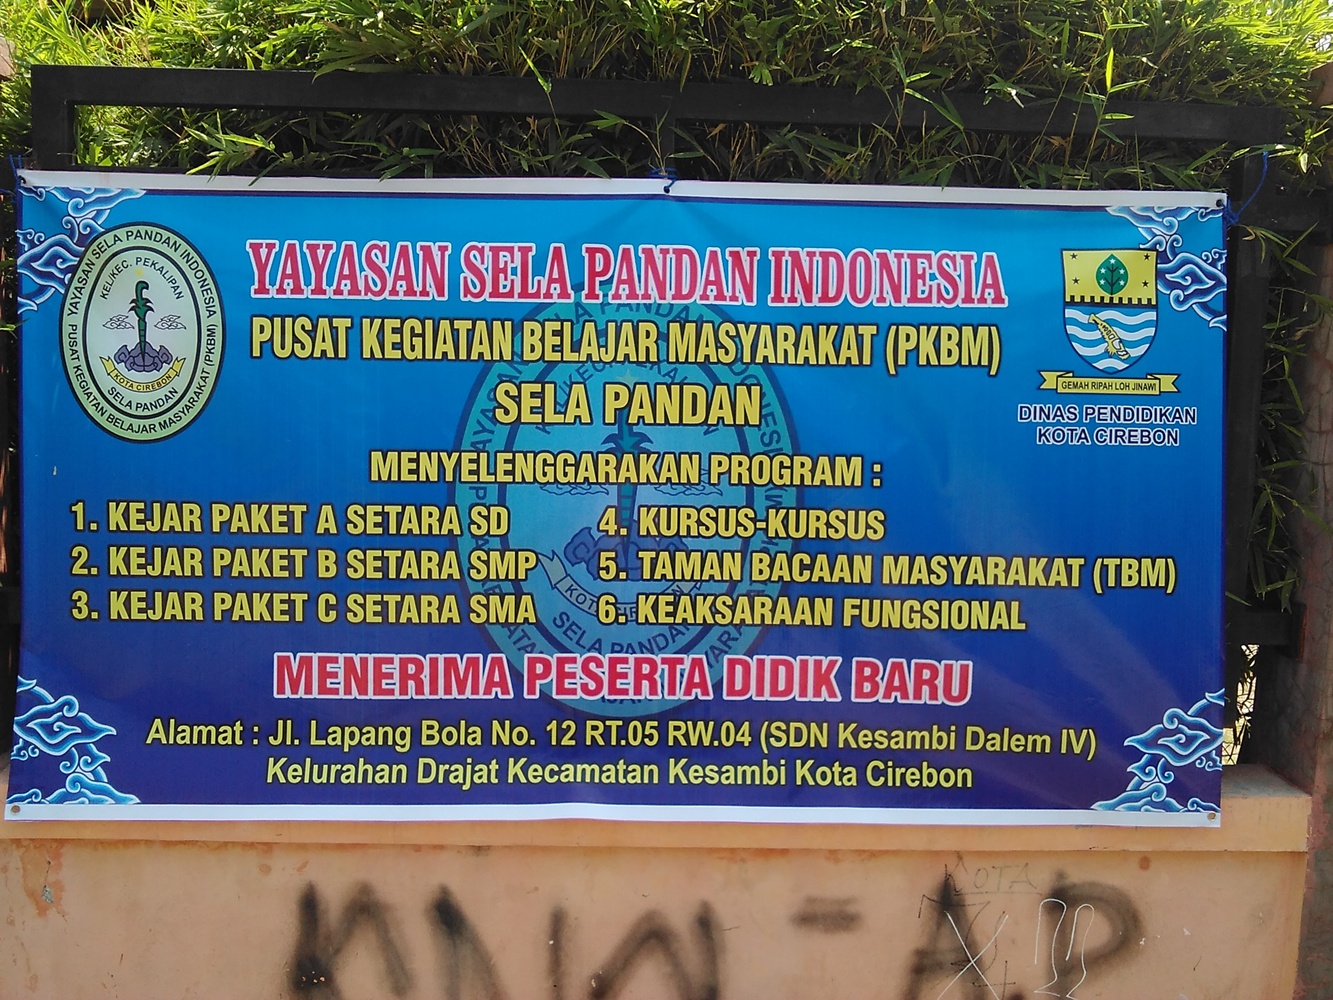 YAYASAN SELA PANDAN INDONESIA
PUSAT KEGIATAN BELAJAR MASYARAKAT (PKBM)
SELA PANDAN
MENYELENGGARAKAN PROGRAM :
1. KEJAR PAKET A SETARA SD
2. KEJAR PAKET B SETARA SMP
3. KEJAR PAKET C SETARA SMA
4. KURSUS-KURSUS
5. TAMAN BACAAN MASYARAKAT (TBM)
6. KEAKSARAAN FUNGSIONAL
MENERIMA PESERTA DIDIK BARU
Alamat : Jl. Lapang Bola No. 12 RT.05 RW.04 (SDN Kesambi Dalem IV)
Kelurahan Drajat Kecamatan Kesambi Kota Cirebon
YAYASAN SELA PANDAN INDONESIA
KEL/KEC. PEKALIPAN
KOTA CIREBON
SELA PANDAN
PUSAT KEGIATAN BELAJAR MASYARAKAT (PKBM)
GEMAH RIPAH LOH JINAWI
DINAS PENDIDIKAN
KOTA CIREBON
KOTA